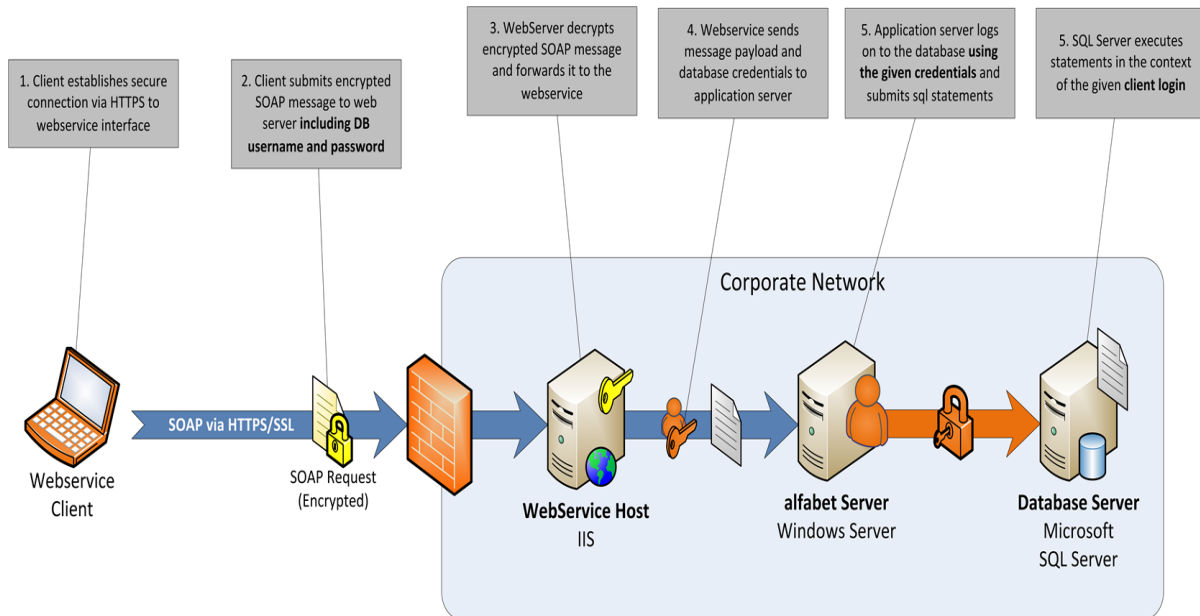 1. Client establishes secure
connection via HTTPS to
webservice interface
2. Client submits encrypted
SOAP message to web
server including DB
username and password
3. WebServer decrypts
encrypted SOAP message
and forwards it to the
webservice
4. Webservice sends
message payload and
database credentials to
application server
5. Application server logs
on to the database using
the given credentials and
submits sql statements
5. SQL Server executes
statements in the context
of the given client login
Corporate Network
SOAP via HTTPS/SSL
Webservice
Client
SOAP Request
(Encrypted)
WebService Host
IIS
alfabet Server
Windows Server
Database Server
Microsoft
SQL Server